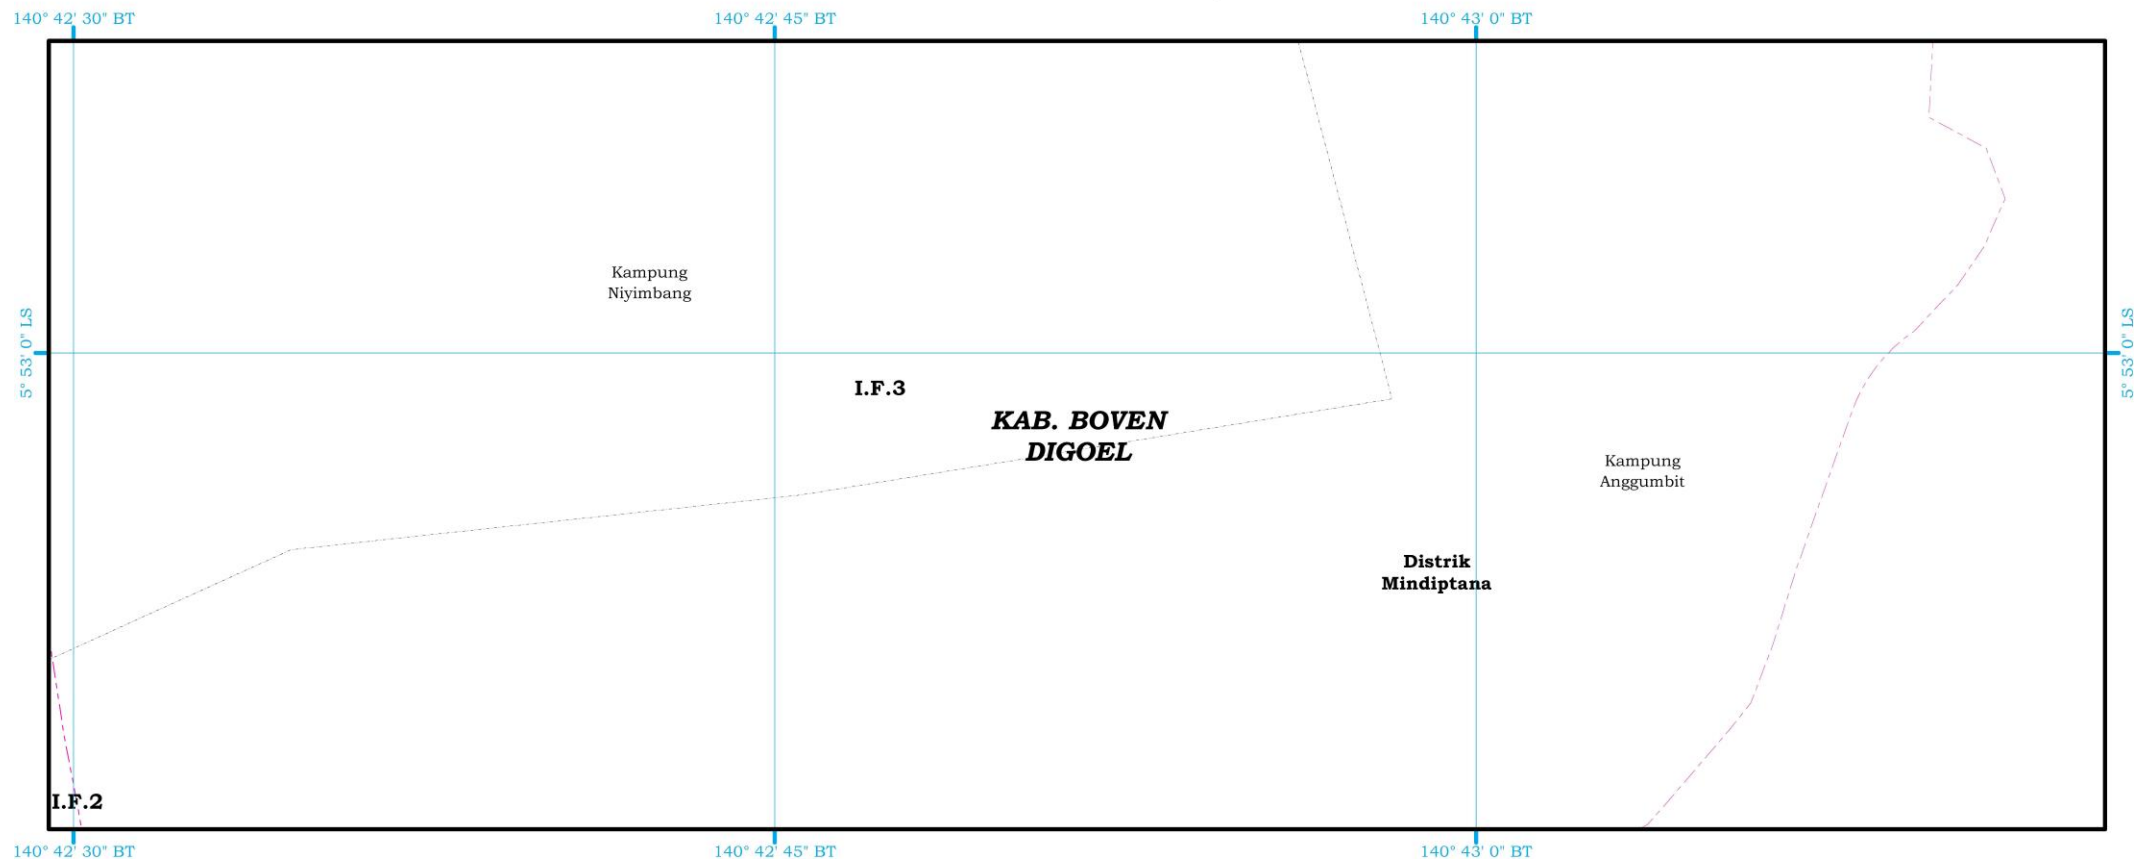 140° 42' 30" BT
140° 42' 45" BT
140° 43' 0" BT
Kampung
Niyimbang
5° 53' 0" LS
5° 53' 0" LS
I.F.3
KAB. BOVEN
DIGOEL
Kampung
Anggumbit
Distrik
Mindiptana
I.F.2
140° 42' 30" BT
140° 42' 45" BT
140° 43' 0" BT